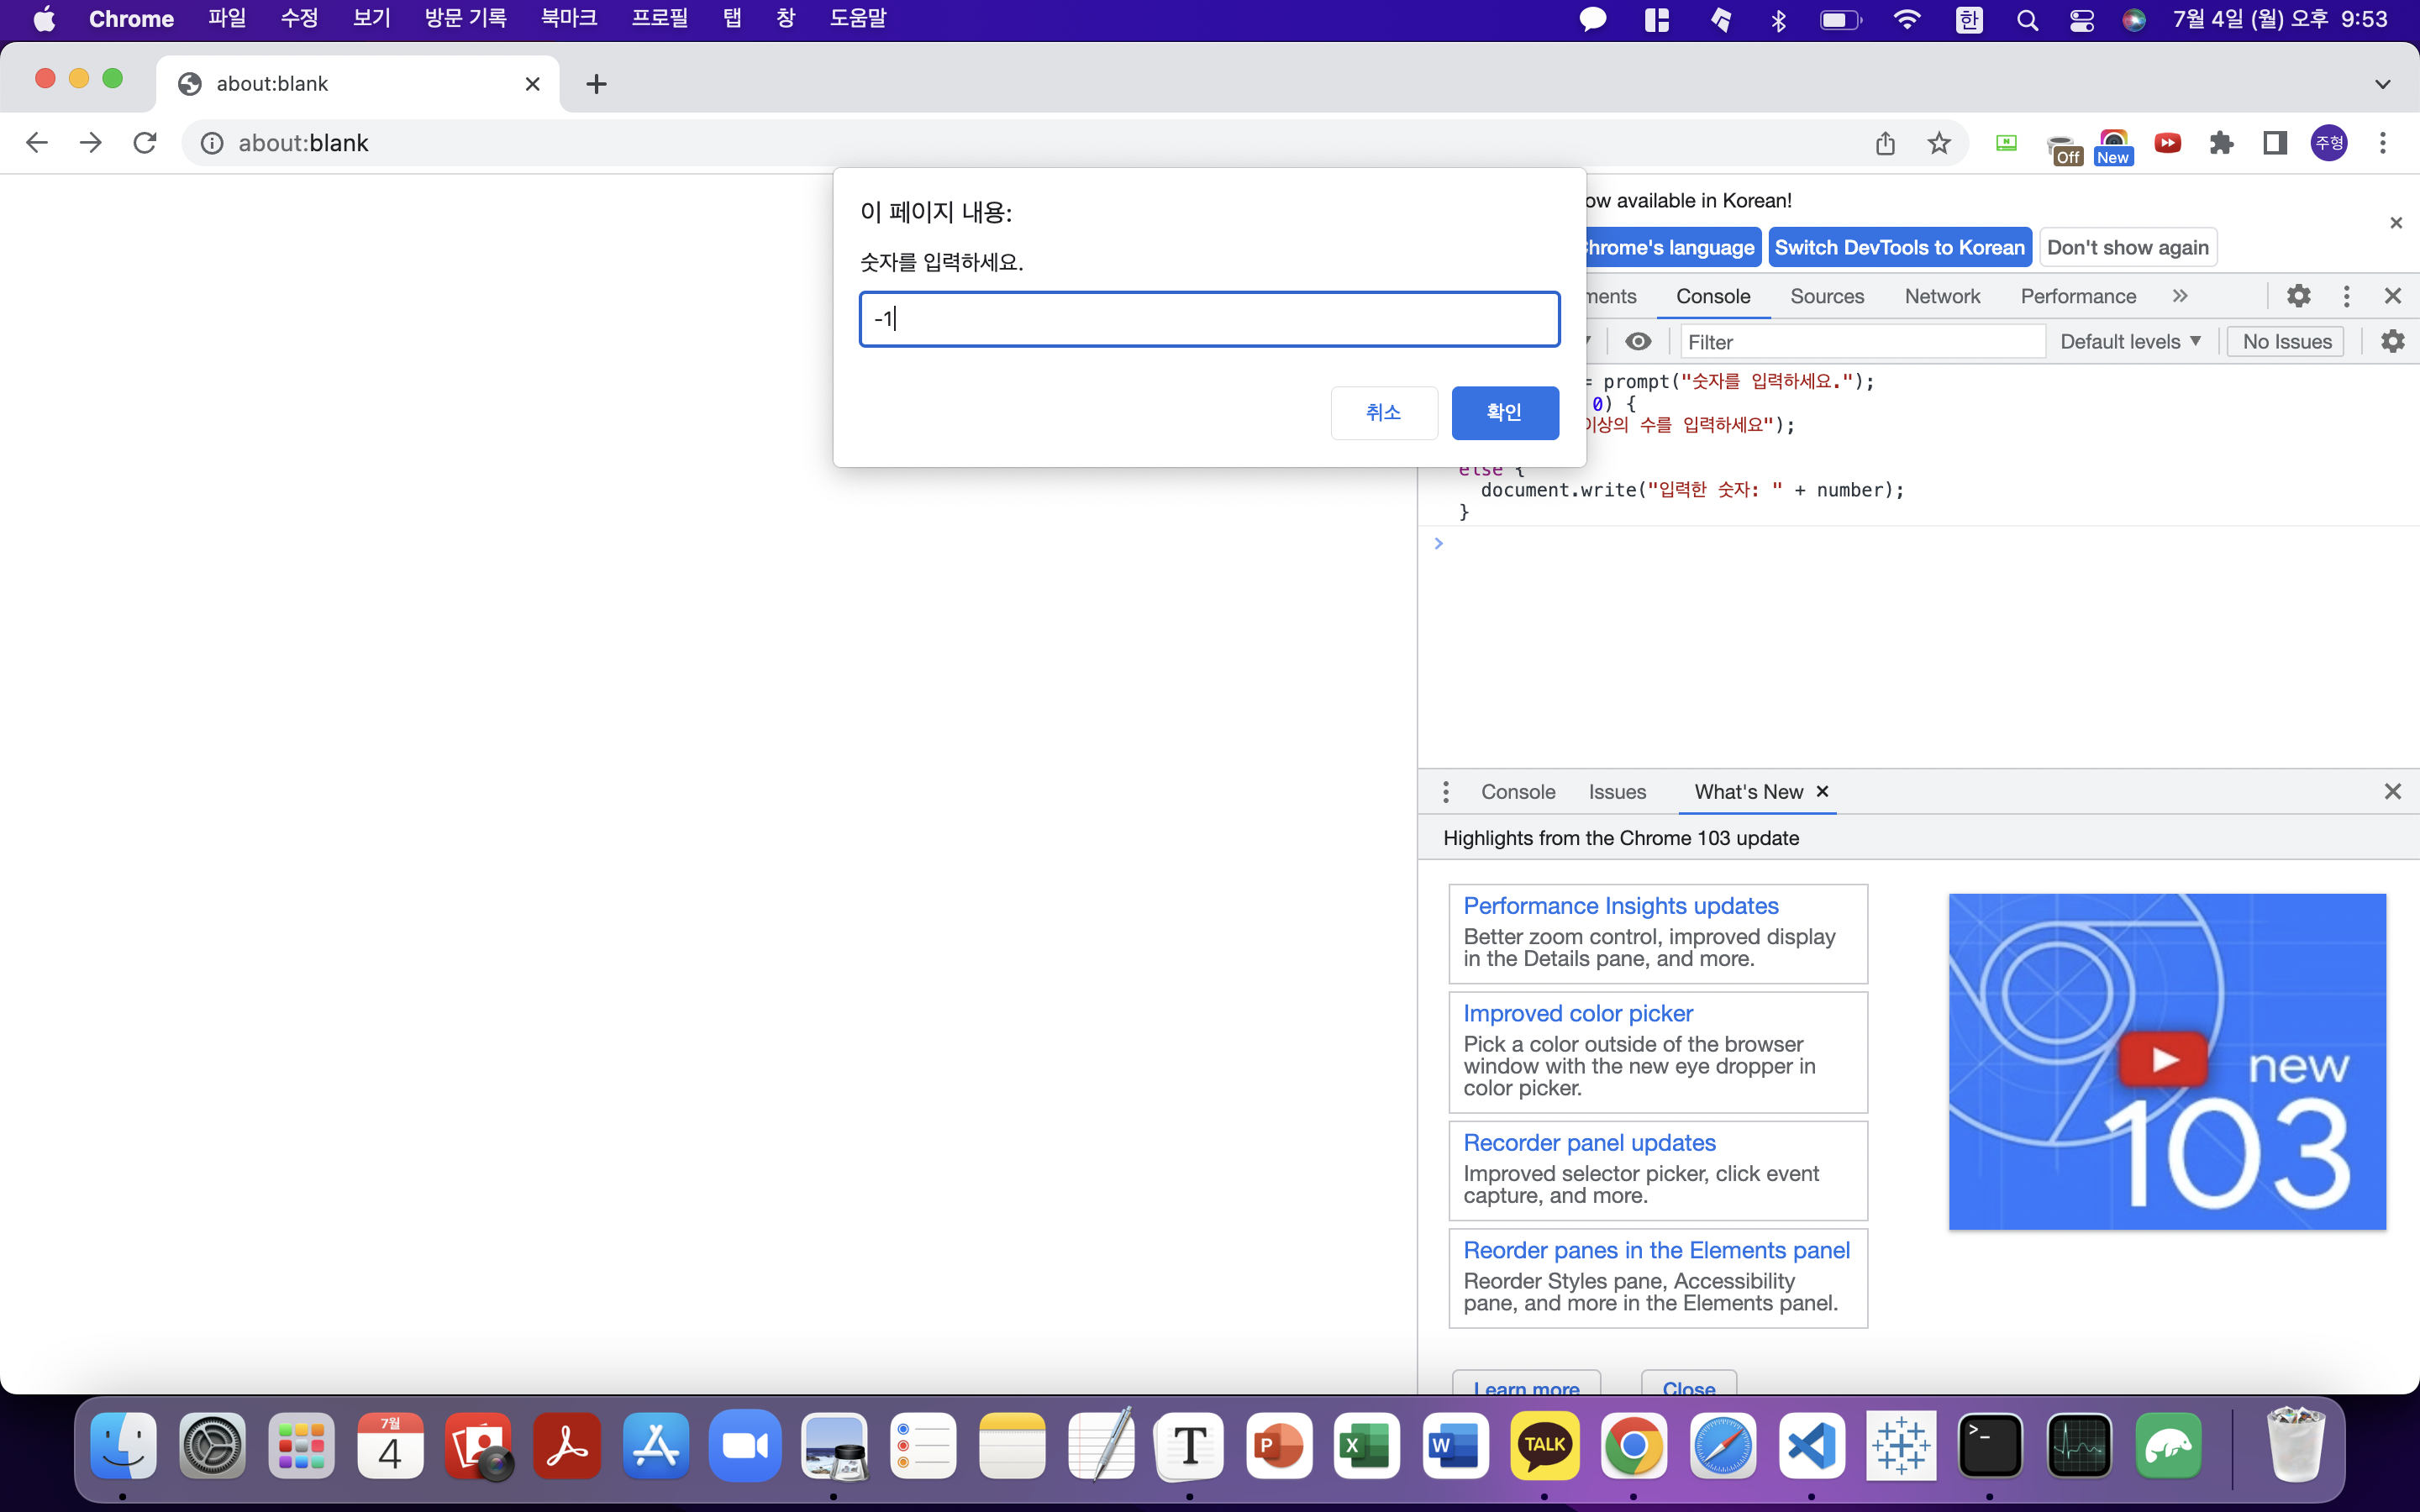 Chrome 파일 수정 보기 방문 기록 북마크 프로필 탭 창 도움말 한 7월 4일 (월) 오후 9:53
about:blank
about:blank
Off
New
주형
이 페이지 내용:
숫자를 입력하세요.
-1
취소 확인
ow available in Korean!
hrome's language Switch DevTools to Korean Don't show again
nents Console Sources Network Performance
Filter Default levels ▼ No Issues
= prompt("숫자를 입력하세요.");
0) {
이상의 수를 입력하세요");
else {
document.write("입력한 숫자: " + number);
}
Console Issues What's New
Highlights from the Chrome 103 update
Performance Insights updates
Better zoom control, improved display
in the Details pane, and more.
Improved color picker
Pick a color outside of the browser
window with the new eye dropper in
color picker.
Recorder panel updates
Improved selector picker, click event
capture, and more.
Reorder panes in the Elements panel
Reorder Styles pane, Accessibility
pane, and more in the Elements panel.
new
103
Learn more Close
7월
4
T
P
X
W
TALK